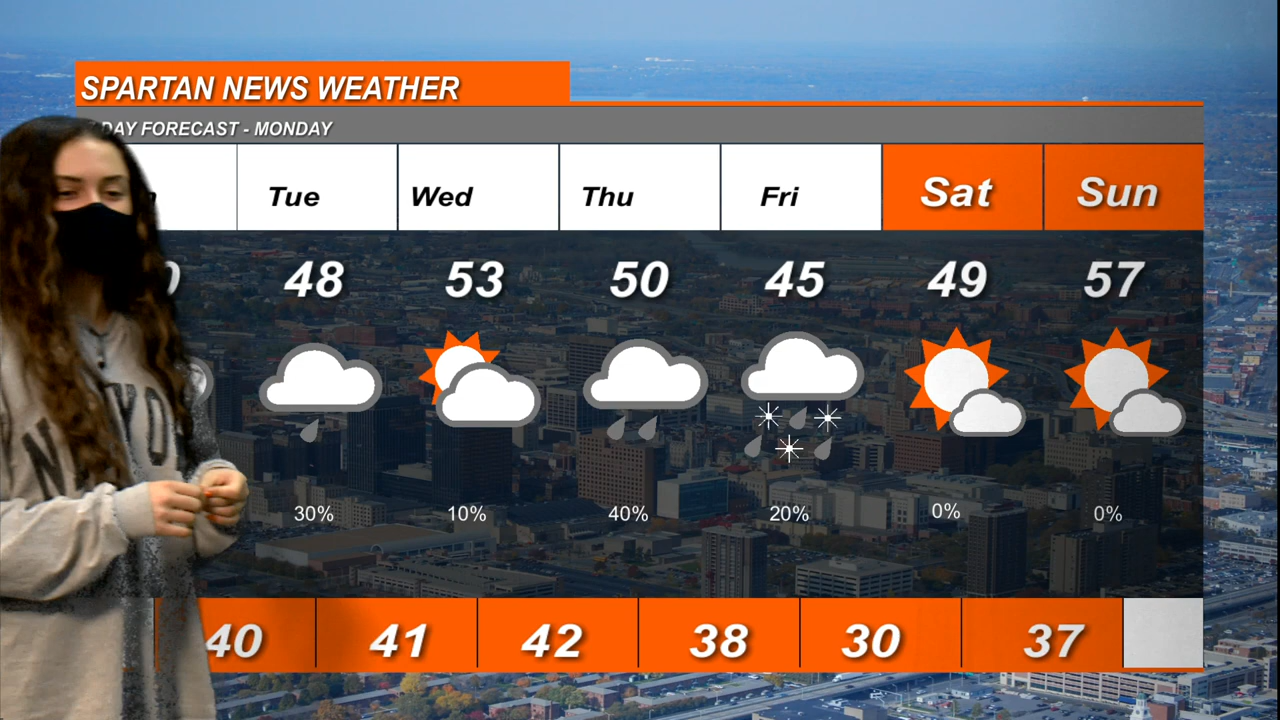 SPARTAN NEWS WEATHER
DAY FORECAST - MONDAY
Tue Wed Thu Fri Sat Sun
48 53 50 45 49 57
30% 10% 40% 20% 0% 0%
40 41 42 38 30 37